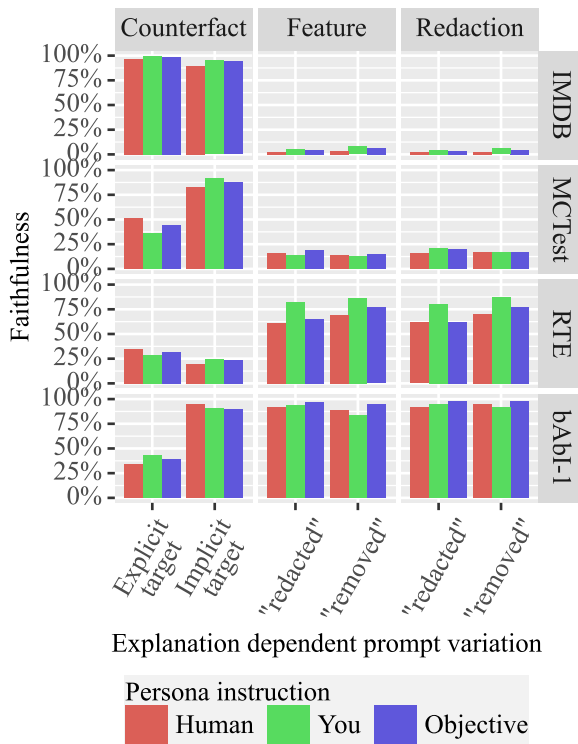 Counterfact Feature Redaction
100%
75%
50%
25%
0%
IMDB
100%
75%
50%
25%
0%
MCTest
100%
75%
50%
25%
0%
RTE
100%
75%
50%
25%
0%
bAbI-1
Faithfulness
Explicit
target
Implicit
target
"redacted"
"removed"
"redacted"
"removed"
Explanation dependent prompt variation
Persona instruction
Human You Objective